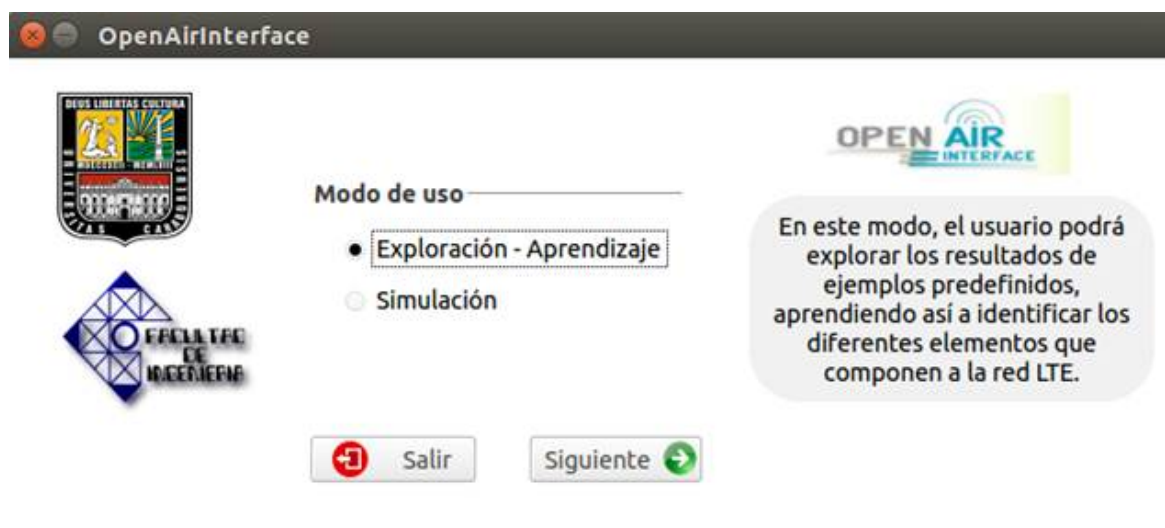 OpenAirInterface
DEUS LIBERTAS CULTURA
UNIVERSITAS CARABOBENSIS
FACULTAD
DE
INGENIERIA
Modo de uso
Exploración - Aprendizaje
Simulación
Salir
Siguiente
OPEN AIR
INTERFACE
En este modo, el usuario podrá
explorar los resultados de
ejemplos predefinidos,
aprendiendo así a identificar los
diferentes elementos que
componen a la red LTE.